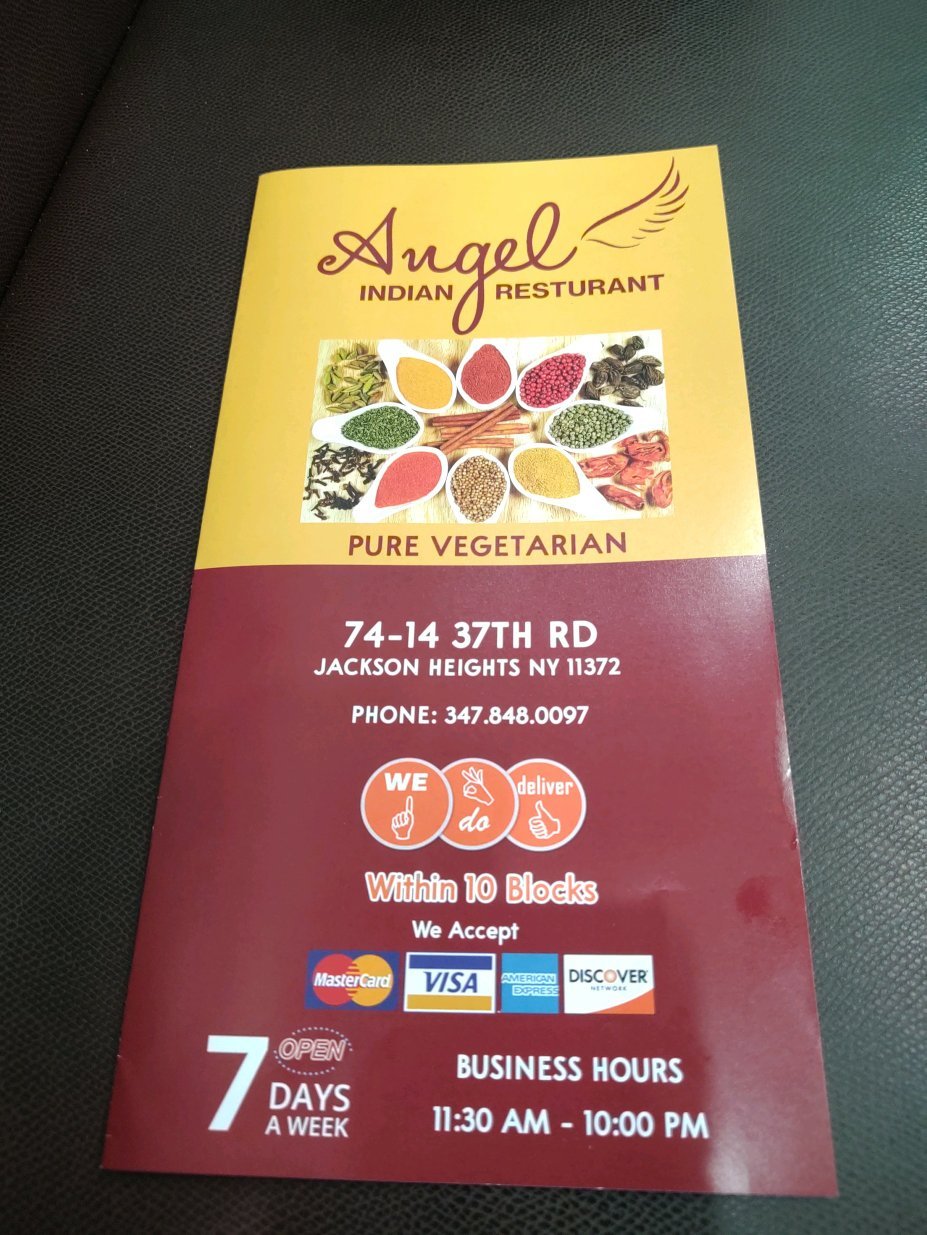 Angel
INDIAN RESTURANT
PURE VEGETARIAN
74-14 37TH RD
JACKSON HEIGHTS NY 11372
PHONE: 347.848.0097
WE do deliver
Within 10 Blocks
We Accept
MasterCard VISA AMERICAN EXPRESS DISCOVER NETWORK
7 OPEN DAYS A WEEK
BUSINESS HOURS
11:30 AM - 10:00 PM